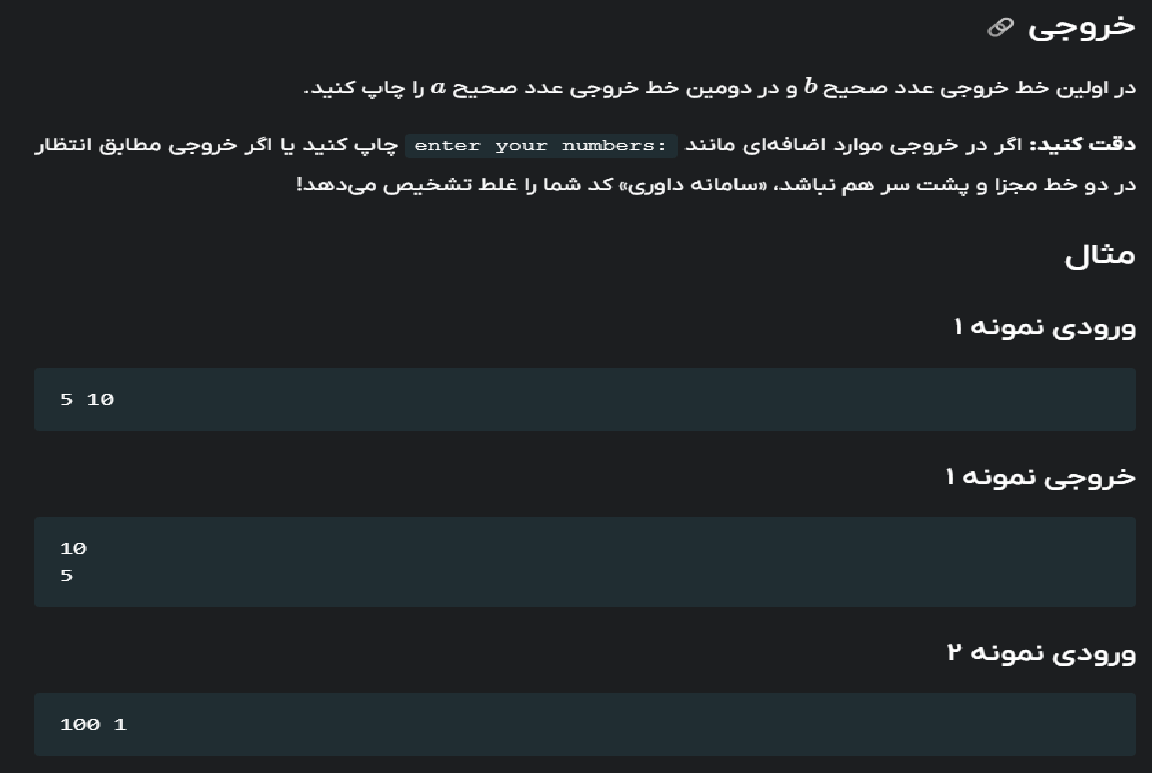 خروجی
در اولین خط خروجی عدد صحیح b و در دومین خط خروجی عدد صحیح a را چاپ کنید.
دقت کنید: اگر در خروجی موارد اضافه‌ای مانند enter your numbers: چاپ کنید یا اگر خروجی مطابق انتظار
در دو خط مجزا و پشت سر هم نباشد، «سامانه داوری» کد شما را غلط تشخیص می‌دهد!
مثال
ورودی نمونه ۱
5 10
خروجی نمونه ۱
10
5
ورودی نمونه ۲
100 1